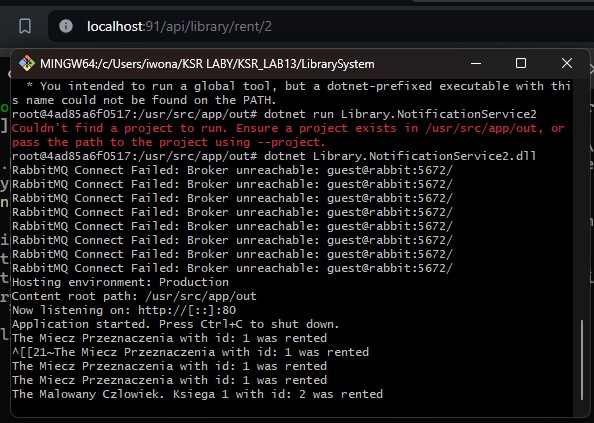 localhost:91/api/library/rent/2
MINGW64:/c/Users/iwona/KSR LABY/KSR_LAB13/LibrarySystem
* You intended to run a global tool, but a dotnet-prefixed executable with thi
s name could not be found on the PATH.
root@4ad85a6f0517:/usr/src/app/out# dotnet run Library.NotificationService2
Couldn't find a project to run. Ensure a project exists in /usr/src/app/out, or
pass the path to the project using --project.
root@4ad85a6f0517:/usr/src/app/out# dotnet Library.NotificationService2.dll
RabbitMQ Connect Failed: Broker unreachable: guest@rabbit:5672/
RabbitMQ Connect Failed: Broker unreachable: guest@rabbit:5672/
RabbitMQ Connect Failed: Broker unreachable: guest@rabbit:5672/
RabbitMQ Connect Failed: Broker unreachable: guest@rabbit:5672/
RabbitMQ Connect Failed: Broker unreachable: guest@rabbit:5672/
RabbitMQ Connect Failed: Broker unreachable: guest@rabbit:5672/
RabbitMQ Connect Failed: Broker unreachable: guest@rabbit:5672/
RabbitMQ Connect Failed: Broker unreachable: guest@rabbit:5672/
Hosting environment: Production
Content root path: /usr/src/app/out
Now listening on: http://[::]:80
Application started. Press Ctrl+C to shut down.
The Miecz Przeznaczenia with id: 1 was rented
^[[21~The Miecz Przeznaczenia with id: 1 was rented
The Miecz Przeznaczenia with id: 1 was rented
The Miecz Przeznaczenia with id: 1 was rented
The Malowany Czlowiek. Ksiega 1 with id: 2 was rented